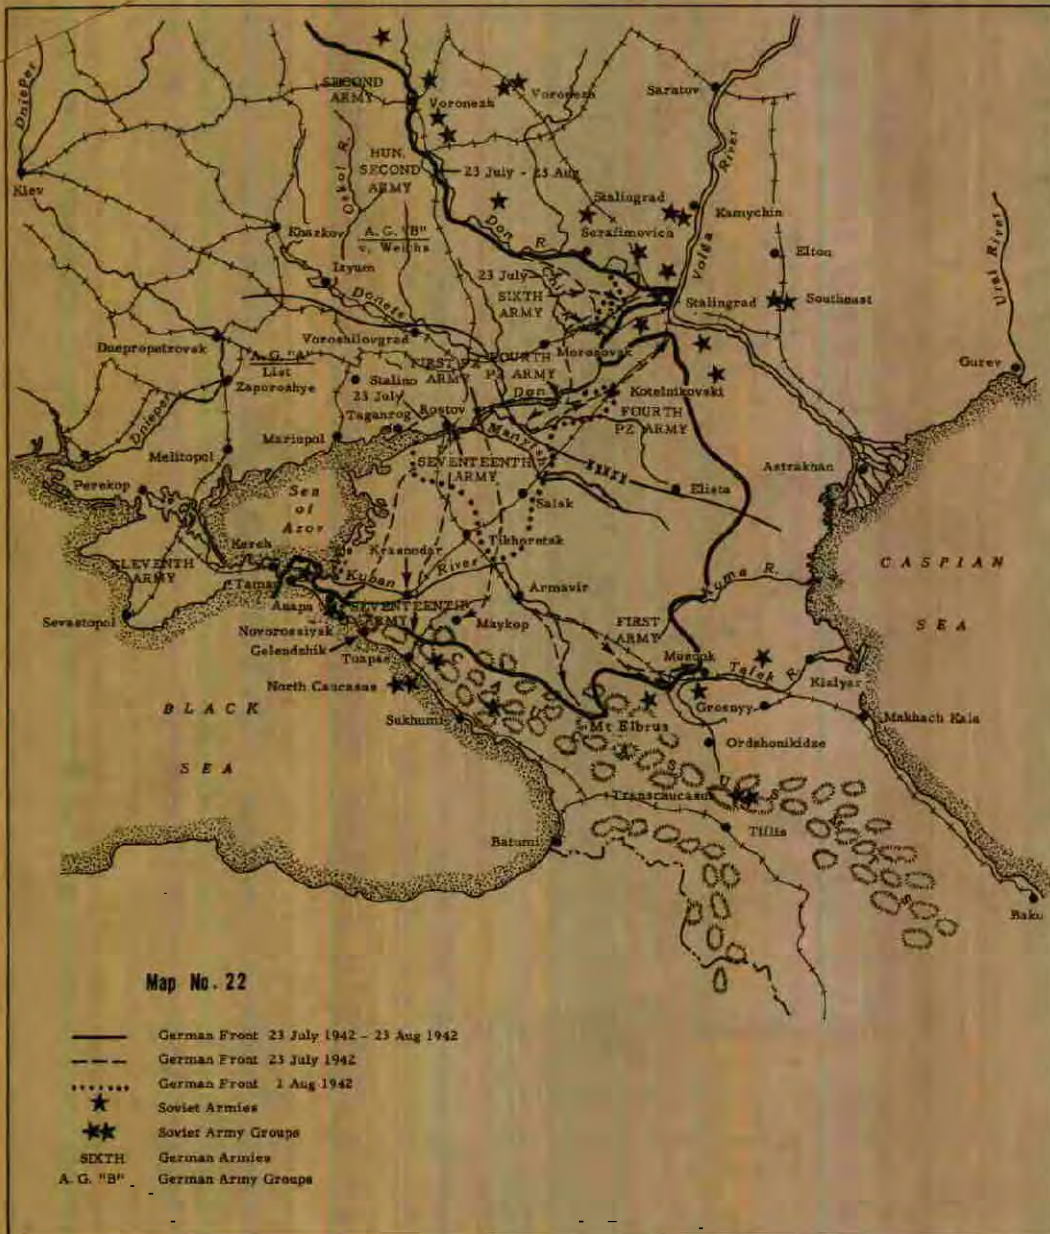 Dnieper
SECOND
ARMY
Voronezh
Voronezh
Saratov
HUN.
SECOND
ARMY
Oskol R.
23 July - 23 Aug
Kiev
Stalingrad
Kamychin
Volga River
Ural River
Kharkov
A. G. "B"
v. Weichs
Don R.
Serafimovich
Elton
Izyum
Donets
23 July
Chir
SIXTH
ARMY
Stalingrad
Southeast
Dnepropetrovsk
Voroshilovgrad
Morosovsk
A. G. "A"
List
FIRST PZ
ARMY
FOURTH
PZ ARMY
Gurev
Zaporozhye
Stalino
Don
Kotelnikovski
23 July
Taganrog
Rostov
FOURTH
PZ ARMY
Dnieper
Mariupol
Manych
Melitopol
SEVENTEENTH
ARMY
Astrakhan
Perekop
Sea
of
Azov
Elista
Salsk
Tikhoretsk
Kerch
Krasnodar
CASPIAN
SEA
ELEVENTH
ARMY
Taman
Kuban River
Armavir
Kuma R.
Anapa
SEVENTEENTH
ARMY
Sevastopol
Novorossiysk
Maykop
FIRST
ARMY
Gelendzhik
Tuapse
Mozdok
Terek R.
Kizlyar
North Caucasus
Grosnyy
BLACK
SEA
Sukhumi
Mt Elbrus
Makhach Kala
Ordzhonikidze
CAUCASUS
Transcaucasus
Batumi
Tiflis
Baku
Map No. 22
German Front 23 July 1942 - 23 Aug 1942
German Front 23 July 1942
German Front 1 Aug 1942
Soviet Armies
Soviet Army Groups
SIXTH German Armies
A. G. "B" German Army Groups